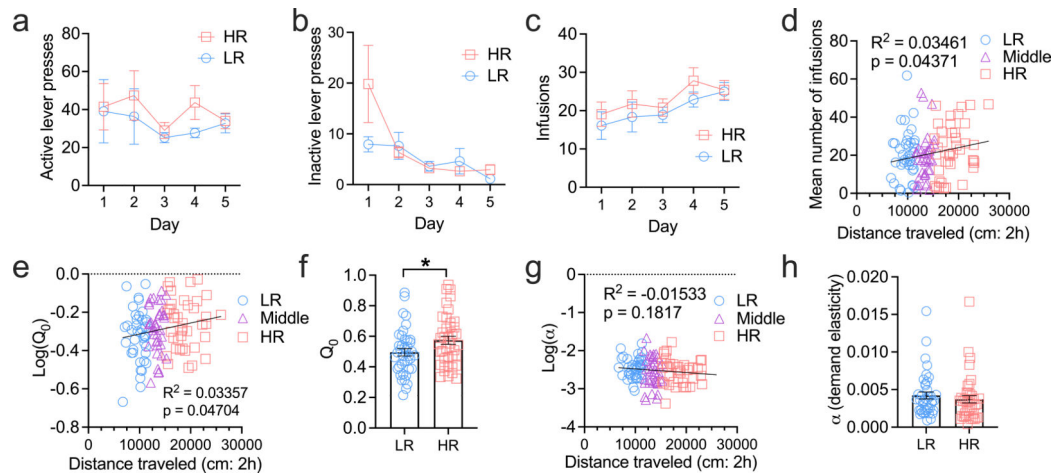 a
Active lever presses
80
60
40
20
0
1 2 3 4 5
Day
HR
LR
b
Inactive lever presses
30
20
10
0
1 2 3 4 5
Day
HR
LR
c
Infusions
40
30
20
10
0
1 2 3 4 5
Day
HR
LR
d
Mean number of infusions
80
60
40
20
0
R² = 0.03461
p = 0.04371
0 10000 20000 30000
Distance traveled (cm: 2h)
LR
Middle
HR
e
Log(Q₀)
0.0
-0.2
-0.4
-0.6
-0.8
R² = 0.03357
p = 0.04704
0 10000 20000 30000
Distance traveled (cm: 2h)
LR
Middle
HR
f
Q₀
1.0
0.8
0.6
0.4
0.2
0.0
*
LR HR
g
Log(α)
0
-1
-2
-3
-4
R² = -0.01533
p = 0.1817
0 10000 20000 30000
Distance traveled (cm: 2h)
LR
Middle
HR
h
α (demand elasticity)
0.020
0.015
0.010
0.005
0.000
LR HR